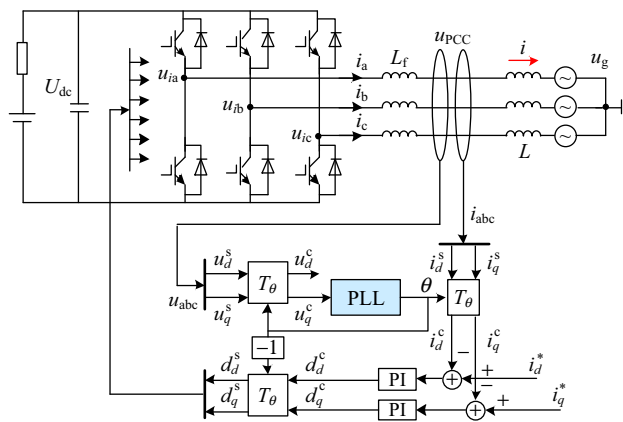 i_a L_f u_PCC i u_g
U_dc u_ia ~
u_ib i_b ~
u_ic i_c ~
L
i_abc
u_abc u_d^s u_d^c i_d^s i_q^s
T_θ PLL θ T_θ
u_q^s u_q^c
−1 i_d^c i_q^c
d_d^s d_d^c PI − + i_d^*
T_θ −
d_q^s d_q^c PI + i_q^*